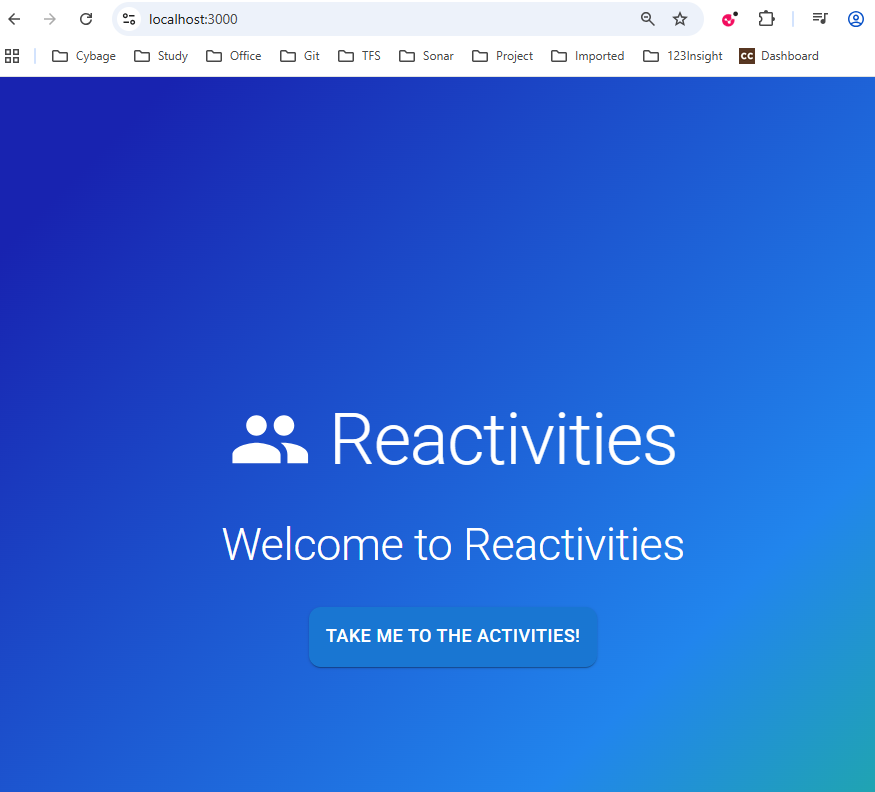 localhost:3000
Cybage Study Office Git TFS Sonar Project Imported 123Insight cc Dashboard
Reactivities
Welcome to Reactivities
TAKE ME TO THE ACTIVITIES!